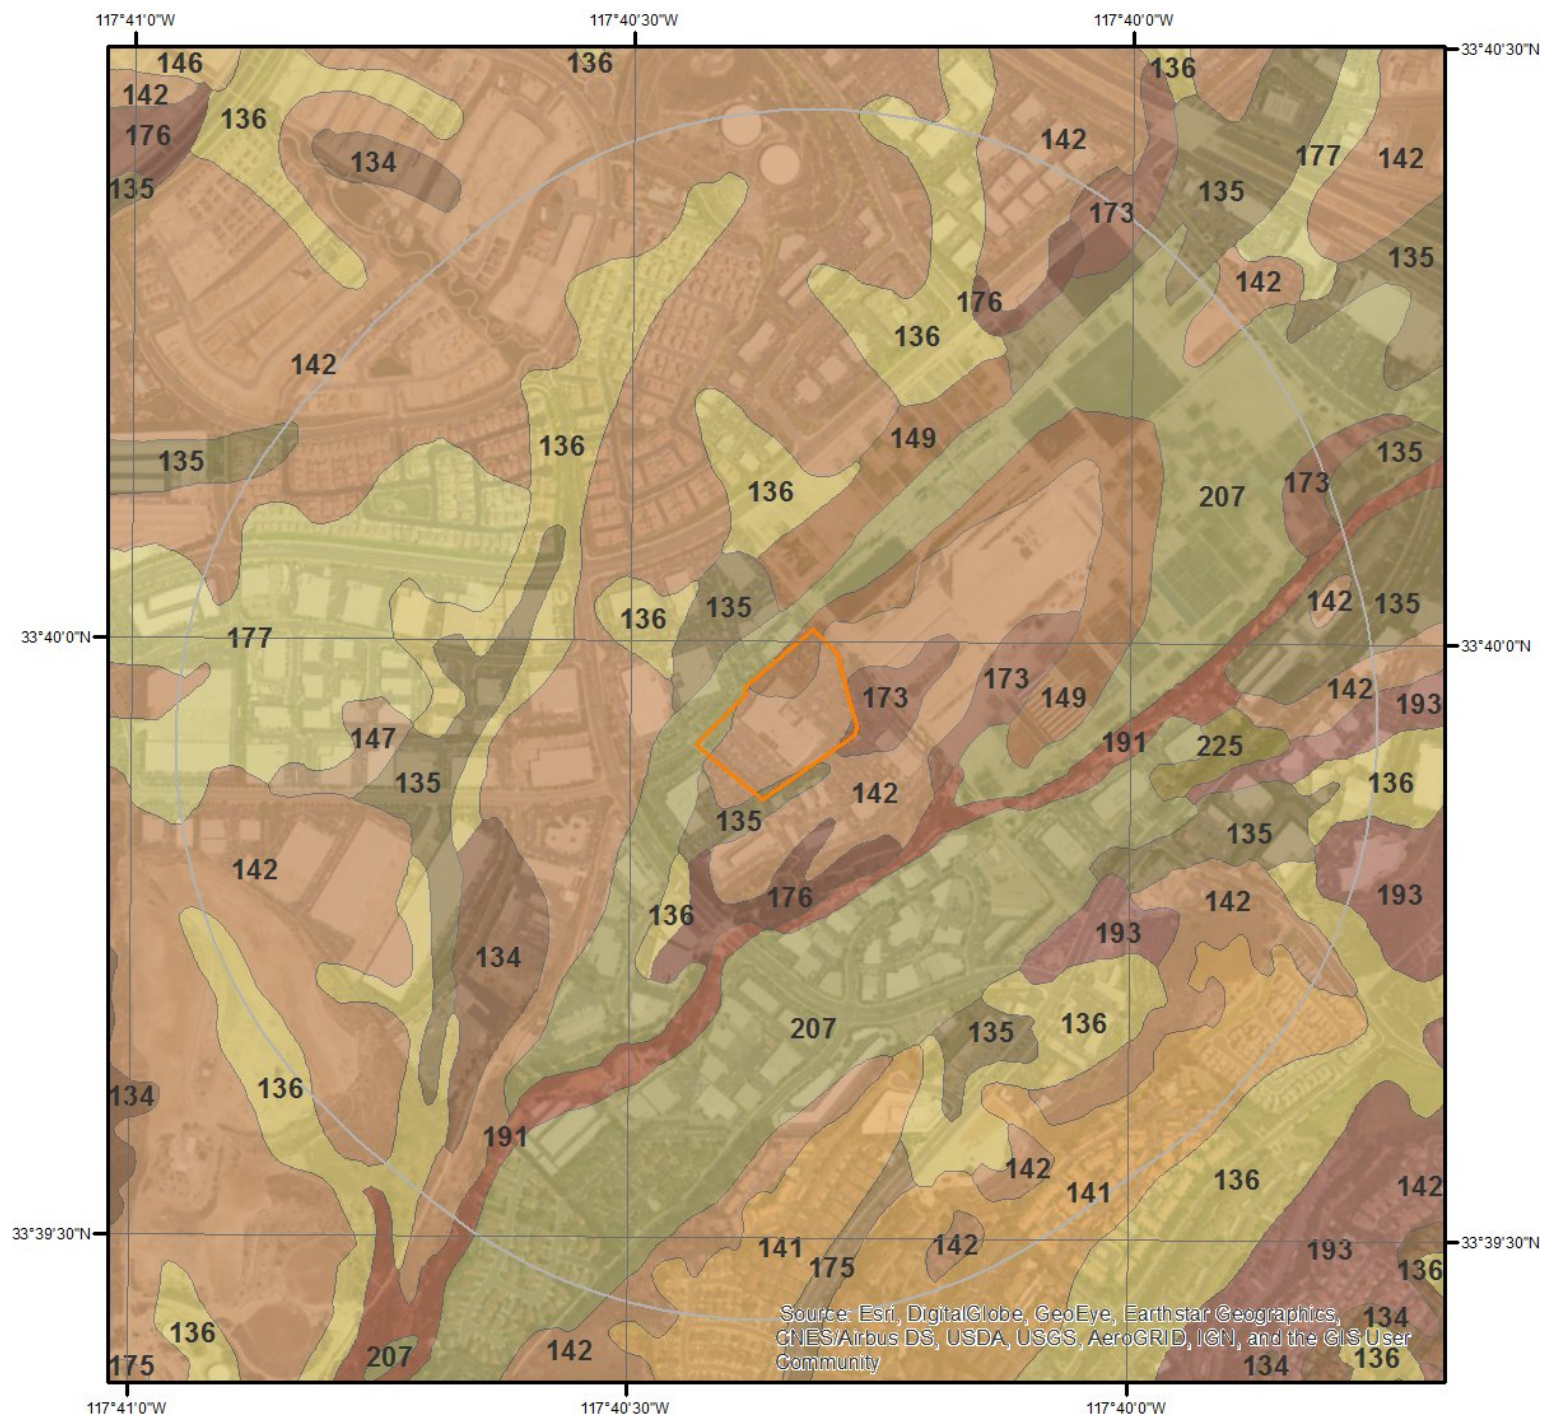 117°41'0"W 117°40'30"W 117°40'0"W
33°40'30"N
146 136 136
142
136
176 142
134 177 142
135
135
173
135
142
176
136
142
149
136
135 135
173
136
207
135 136 142 135
33°40'0"N 177 33°40'0"N
173 173 149 142 193
147 191 225
135 142 136
135 135
142
176 193
136 142
193
134
207 135 136
136
134
191
142 136 142
141
141 142 193
33°39'30"N 33°39'30"N
175 136
Source: Esri, DigitalGlobe, GeoEye, Earthstar Geographics,
CNES/Airbus DS, USDA, USGS, AeroGRID, IGN, and the GIS User
Community
134
136
207 142 136
175 134
117°41'0"W 117°40'30"W 117°40'0"W